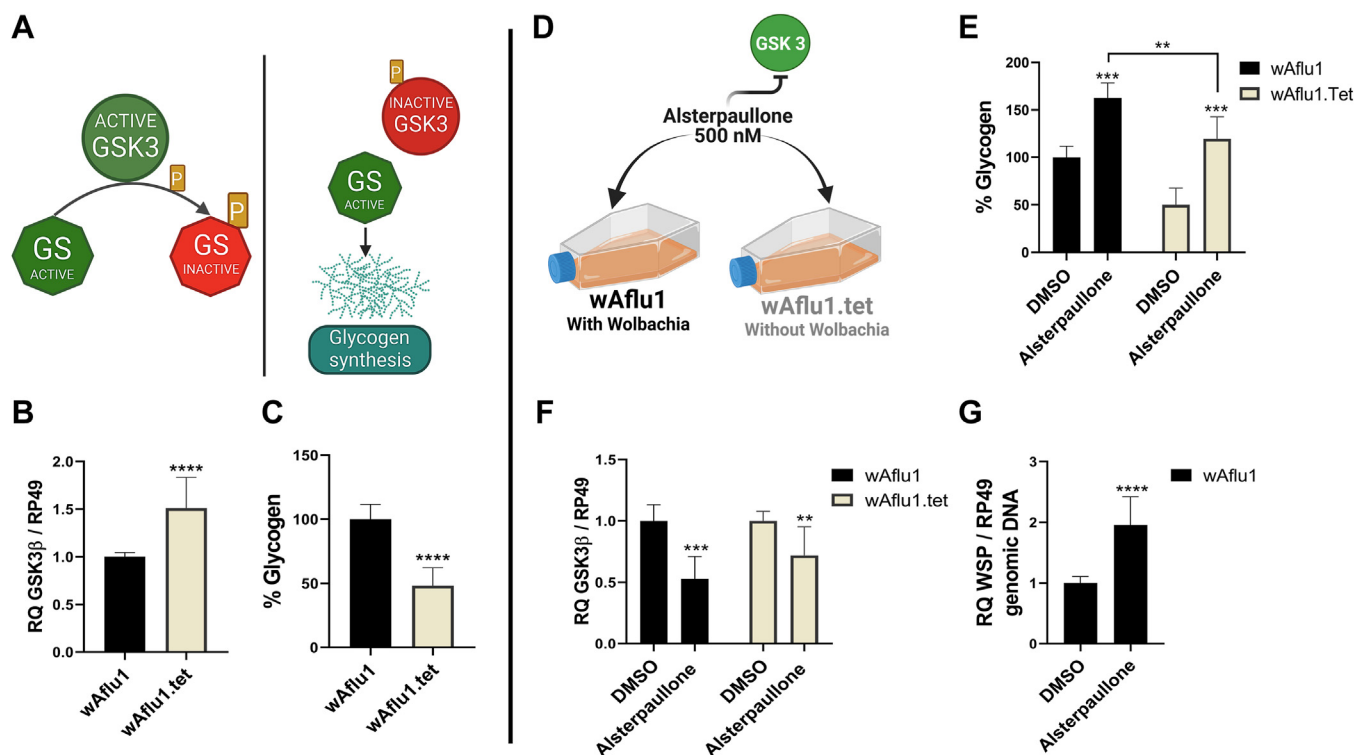 A
ACTIVE
GSK3
P
P
GS
ACTIVE
GS
INACTIVE
P
INACTIVE
GSK3
GS
ACTIVE
Glycogen
synthesis
B
RQ GSK3β / RP49
2.0
1.5
1.0
0.5
0.0
****
wAflu1
wAflu1.tet
C
% Glycogen
150
100
50
0
****
wAflu1
wAflu1.tet
D
GSK 3
Alsterpaullone
500 nM
wAflu1
With Wolbachia
wAflu1.tet
Without Wolbachia
E
% Glycogen
200
150
100
50
0
***
**
***
DMSO
Alsterpaullone
DMSO
Alsterpaullone
wAflu1
wAflu1.Tet
F
RQ GSK3β / RP49
1.5
1.0
0.5
0.0
***
**
DMSO
Alsterpaullone
DMSO
Alsterpaullone
wAflu1
wAflu1.tet
G
RQ WSP / RP49
genomic DNA
3
2
1
0
****
DMSO
Alsterpaullone
wAflu1